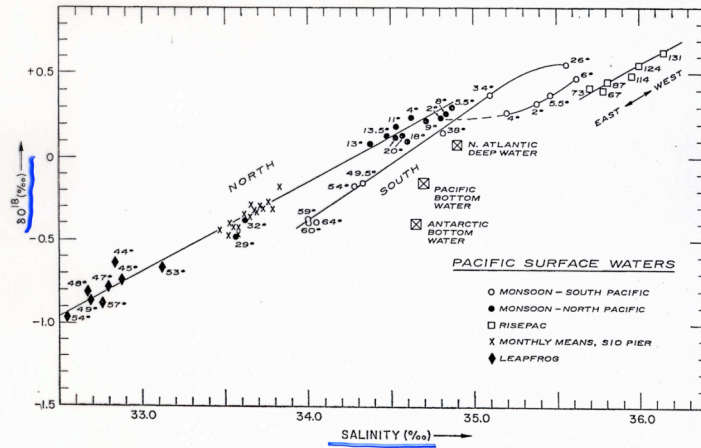 +0.5
0
-0.5
-1.0
-1.5
δO18(‰)
33.0
34.0
35.0
36.0
SALINITY (‰)
NORTH
SOUTH
EAST
WEST
131
124
114
87
67
73
26°
6°
5.5°
2°
4°
34°
38°
8°
5.5°
2°
4°
9°
11°
13.5°
18°
20°
13°
49.5°
54°
59°
64°
60°
32°
29°
44°
48°
47°
45°
53°
49°
57°
54°
N. ATLANTIC
DEEP WATER
PACIFIC
BOTTOM
WATER
ANTARCTIC
BOTTOM
WATER
PACIFIC SURFACE WATERS
MONSOON – SOUTH PACIFIC
MONSOON – NORTH PACIFIC
RISEPAC
MONTHLY MEANS, SIO PIER
LEAPFROG